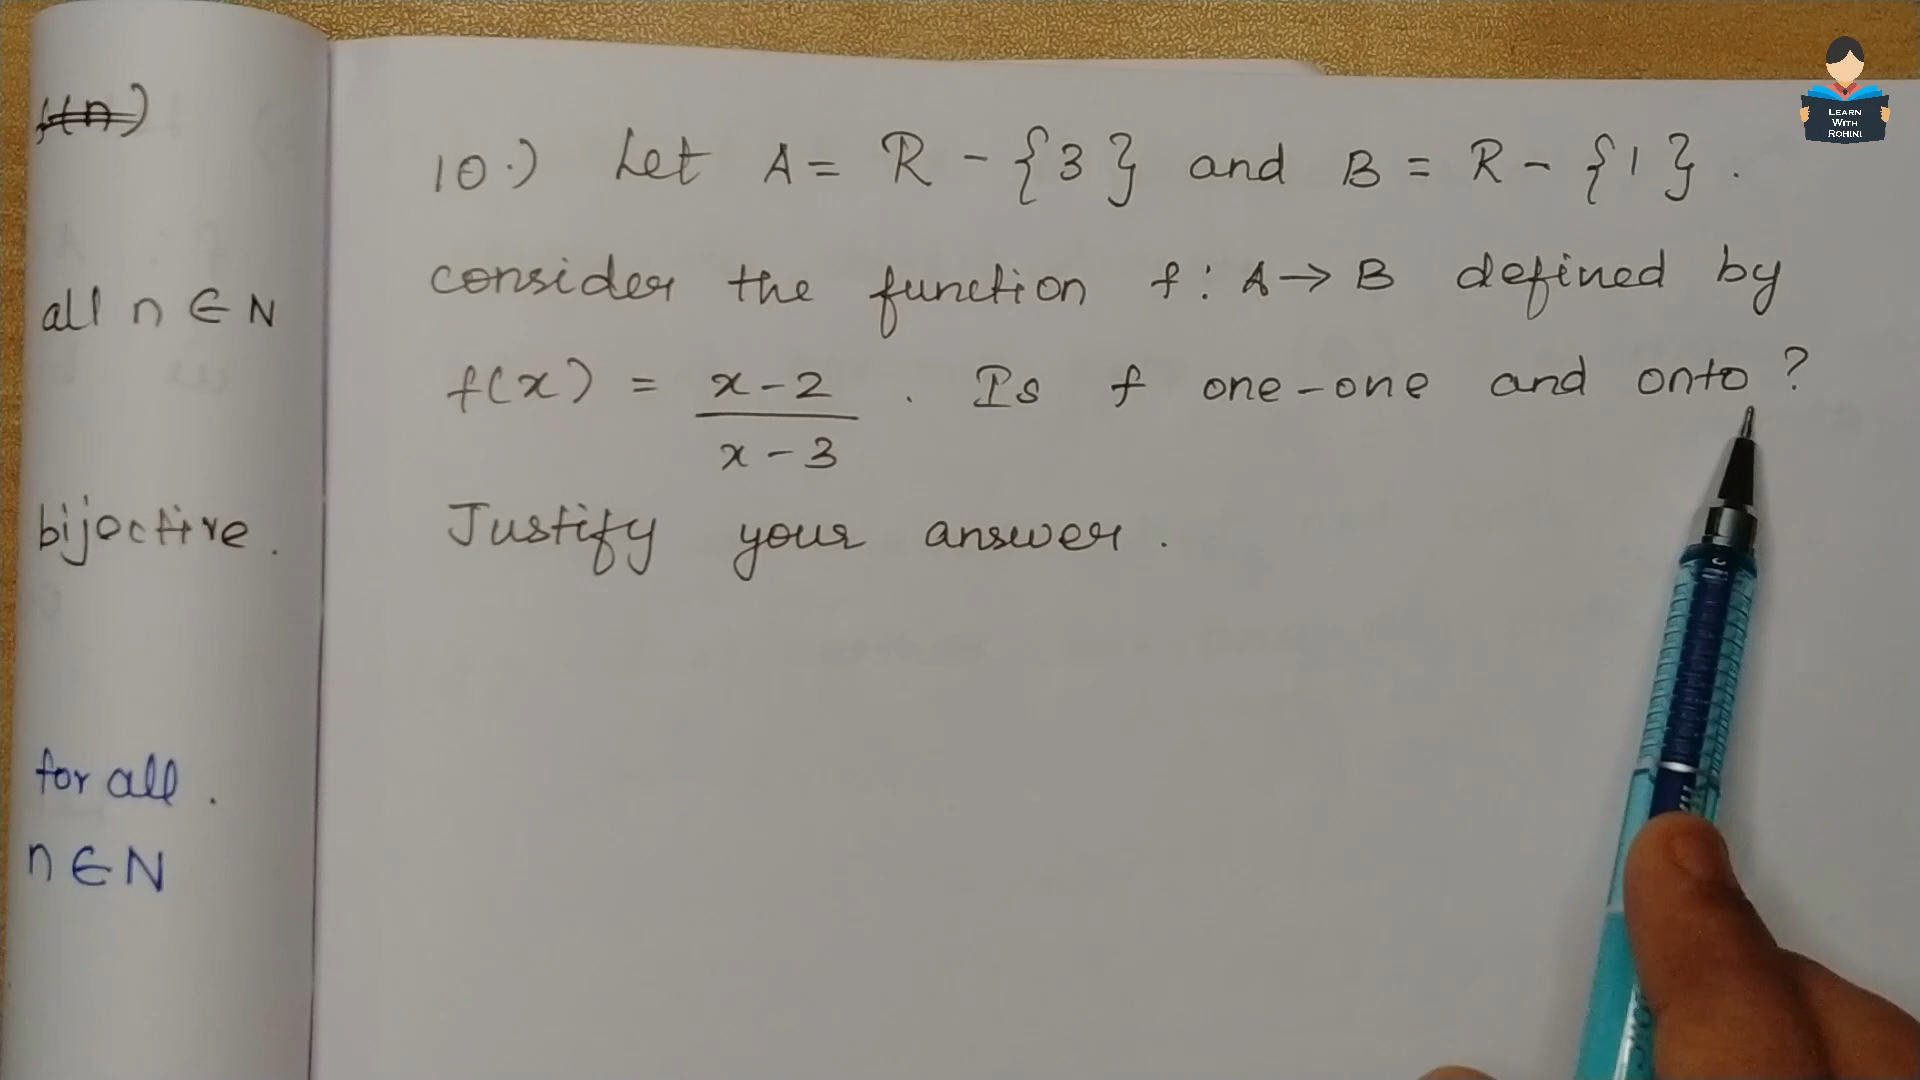 all n ∈ N
bijective.
for all.
n ∈ N
10.) Let A = R - {3} and B = R - {1}.
consider the function f: A → B defined by
f(x) = x-2 . Is f one-one and onto?
x-3
Justify your answer.
LEARN
WITH
ROHINI